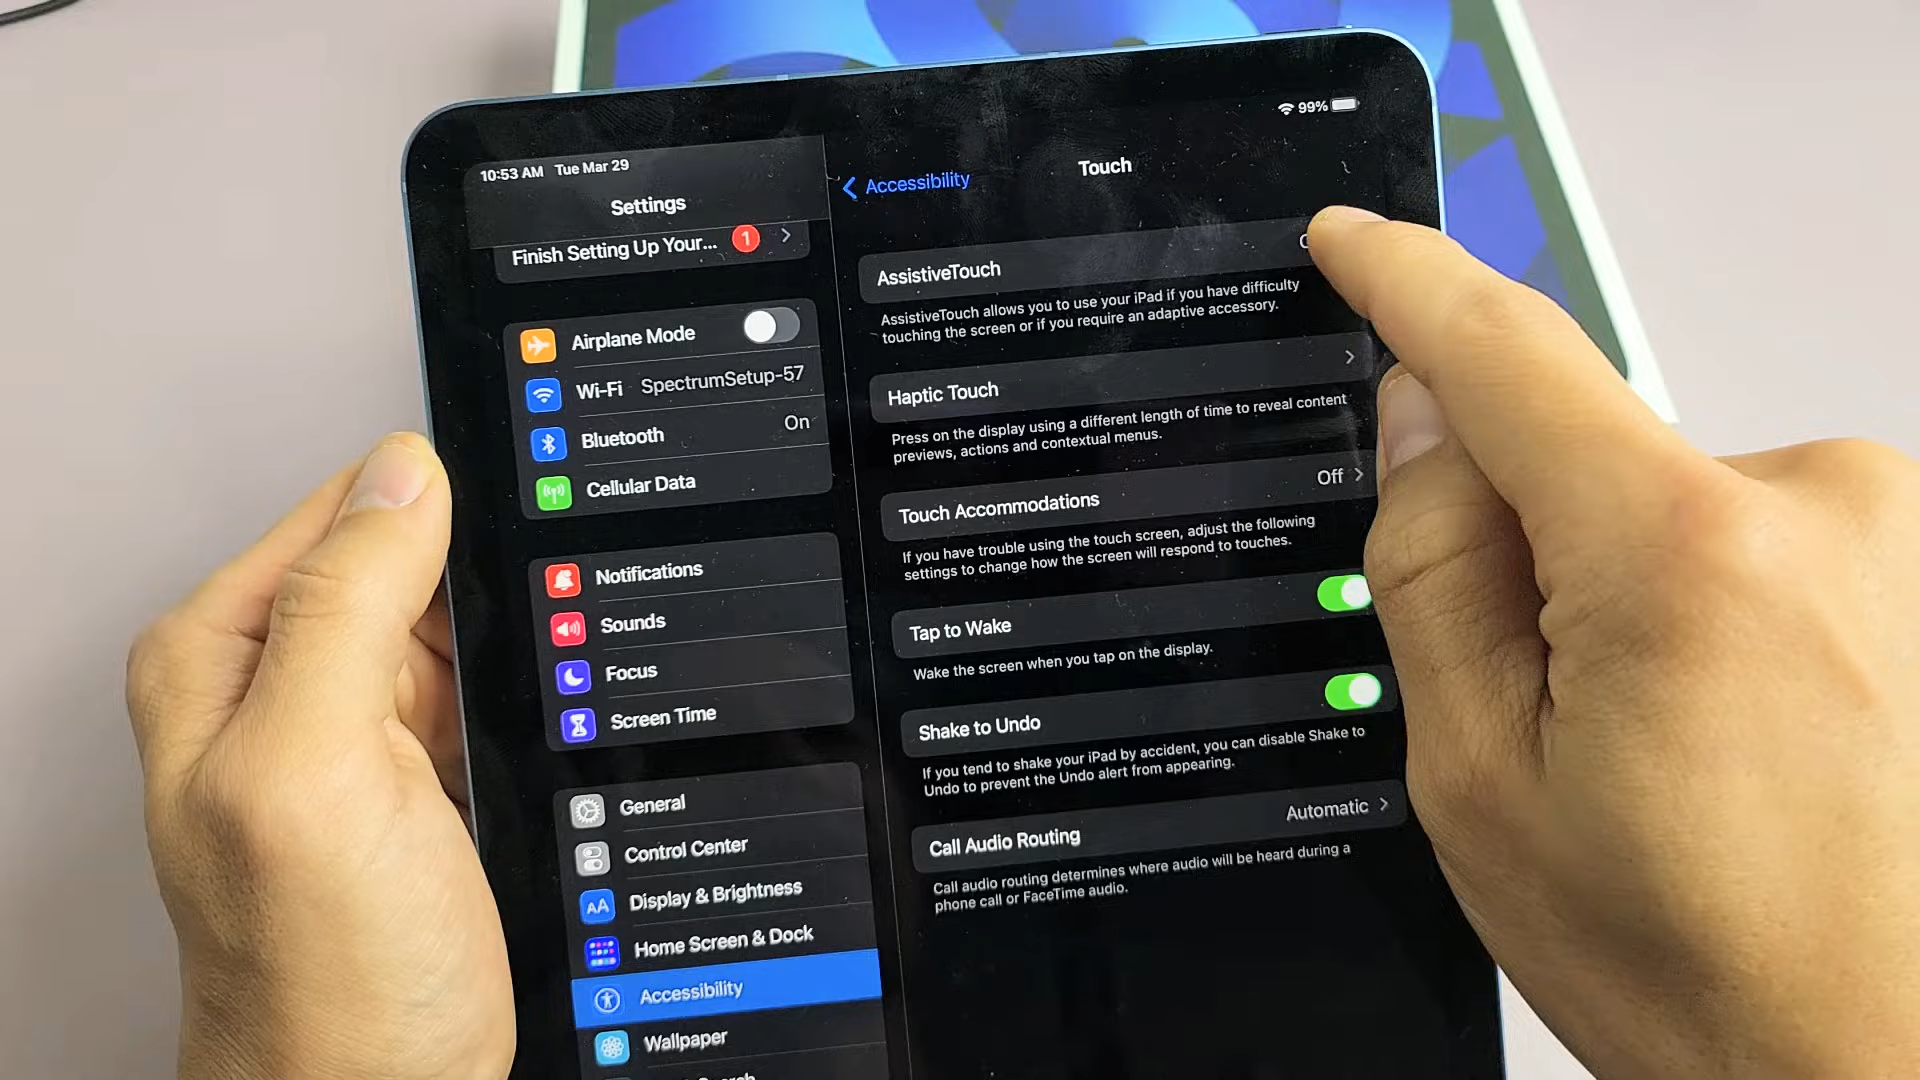 10:53 AM Tue Mar 29
99%
Settings
Finish Setting Up Your... 1
Airplane Mode
Wi-Fi SpectrumSetup-57
Bluetooth On
Cellular Data
Notifications
Sounds
Focus
Screen Time
General
Control Center
AA Display & Brightness
Home Screen & Dock
Accessibility
Wallpaper
Accessibility
Touch
AssistiveTouch
AssistiveTouch allows you to use your iPad if you have difficulty
touching the screen or if you require an adaptive accessory.
Haptic Touch
Press on the display using a different length of time to reveal content
previews, actions and contextual menus.
Touch Accommodations Off
If you have trouble using the touch screen, adjust the following
settings to change how the screen will respond to touches.
Tap to Wake
Wake the screen when you tap on the display.
Shake to Undo
If you tend to shake your iPad by accident, you can disable Shake to
Undo to prevent the Undo alert from appearing.
Call Audio Routing Automatic
Call audio routing determines where audio will be heard during a
phone call or FaceTime audio.